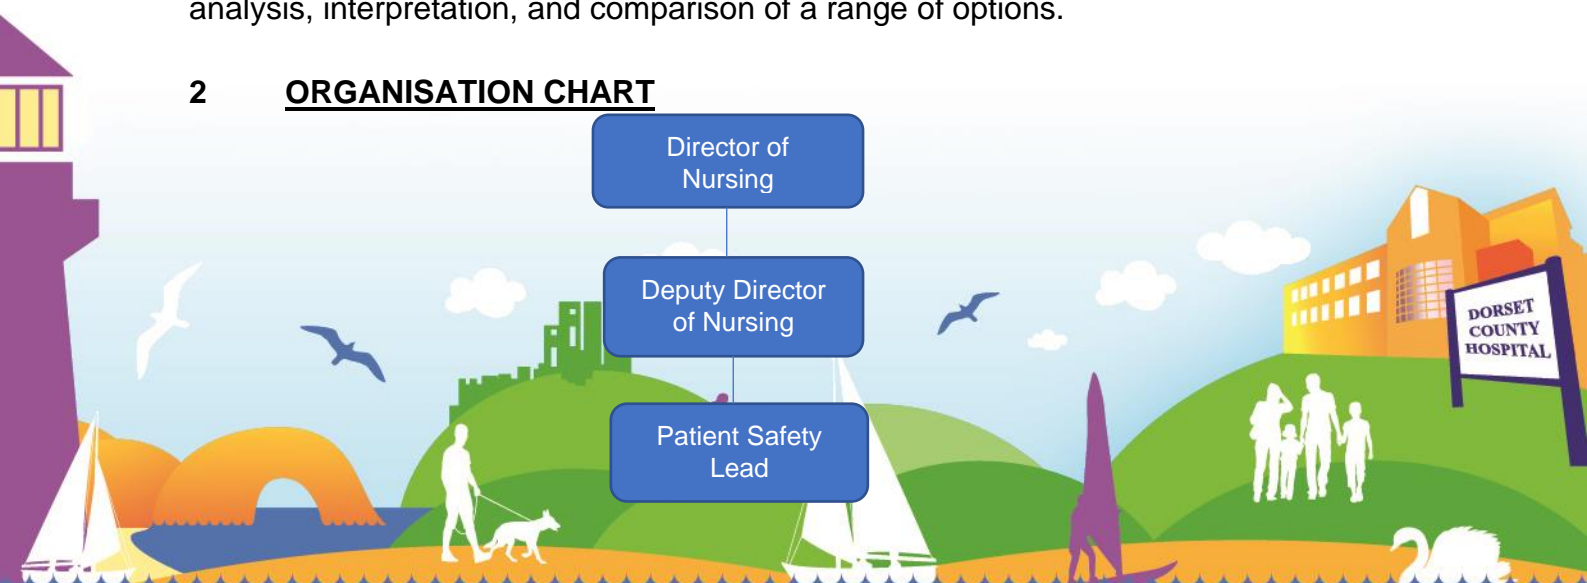 analysis, interpretation, and comparison of a range of options.
2 ORGANISATION CHART
Director of
Nursing
Deputy Director
of Nursing
Patient Safety
Lead
DORSET
COUNTY
HOSPITAL